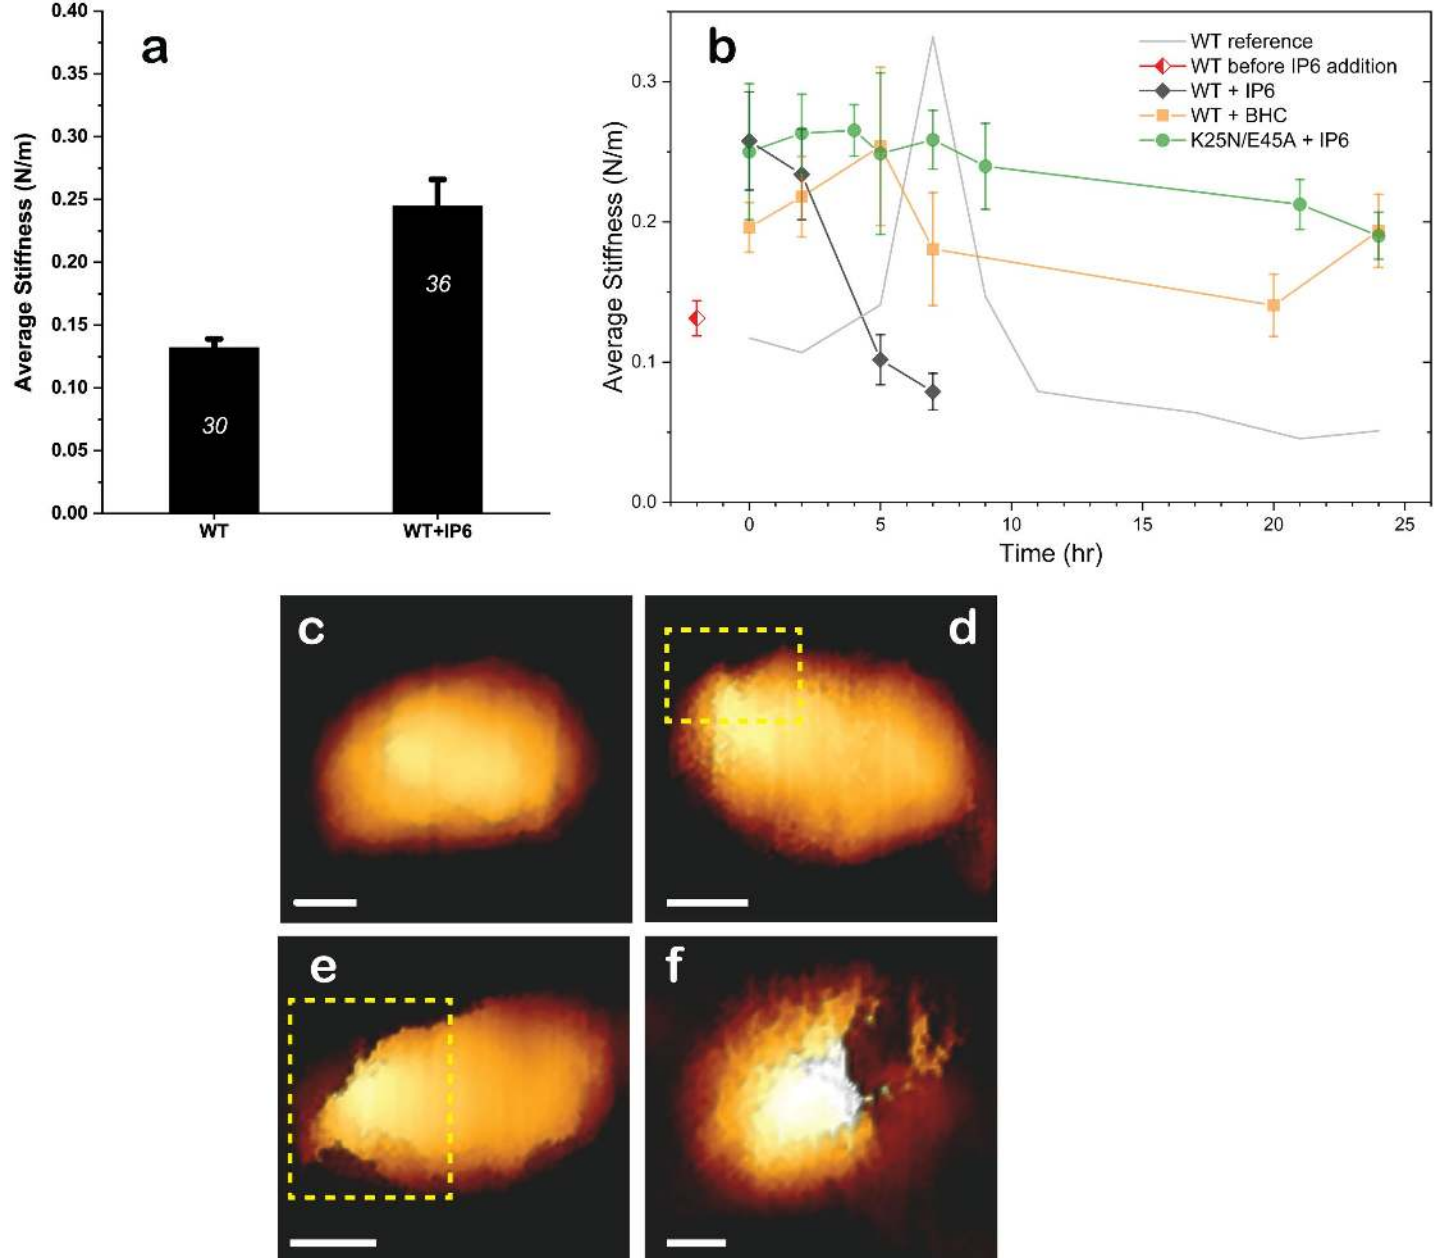 a
Average Stiffness (N/m)
0.40
0.35
0.30
0.25
0.20
0.15
0.10
0.05
0.00
30
36
WT
WT+IP6
b
Average Stiffness (N/m)
0.3
0.2
0.1
0.0
WT reference
WT before IP6 addition
WT + IP6
WT + BHC
K25N/E45A + IP6
0
5
10
15
20
25
Time (hr)
c
d
e
f